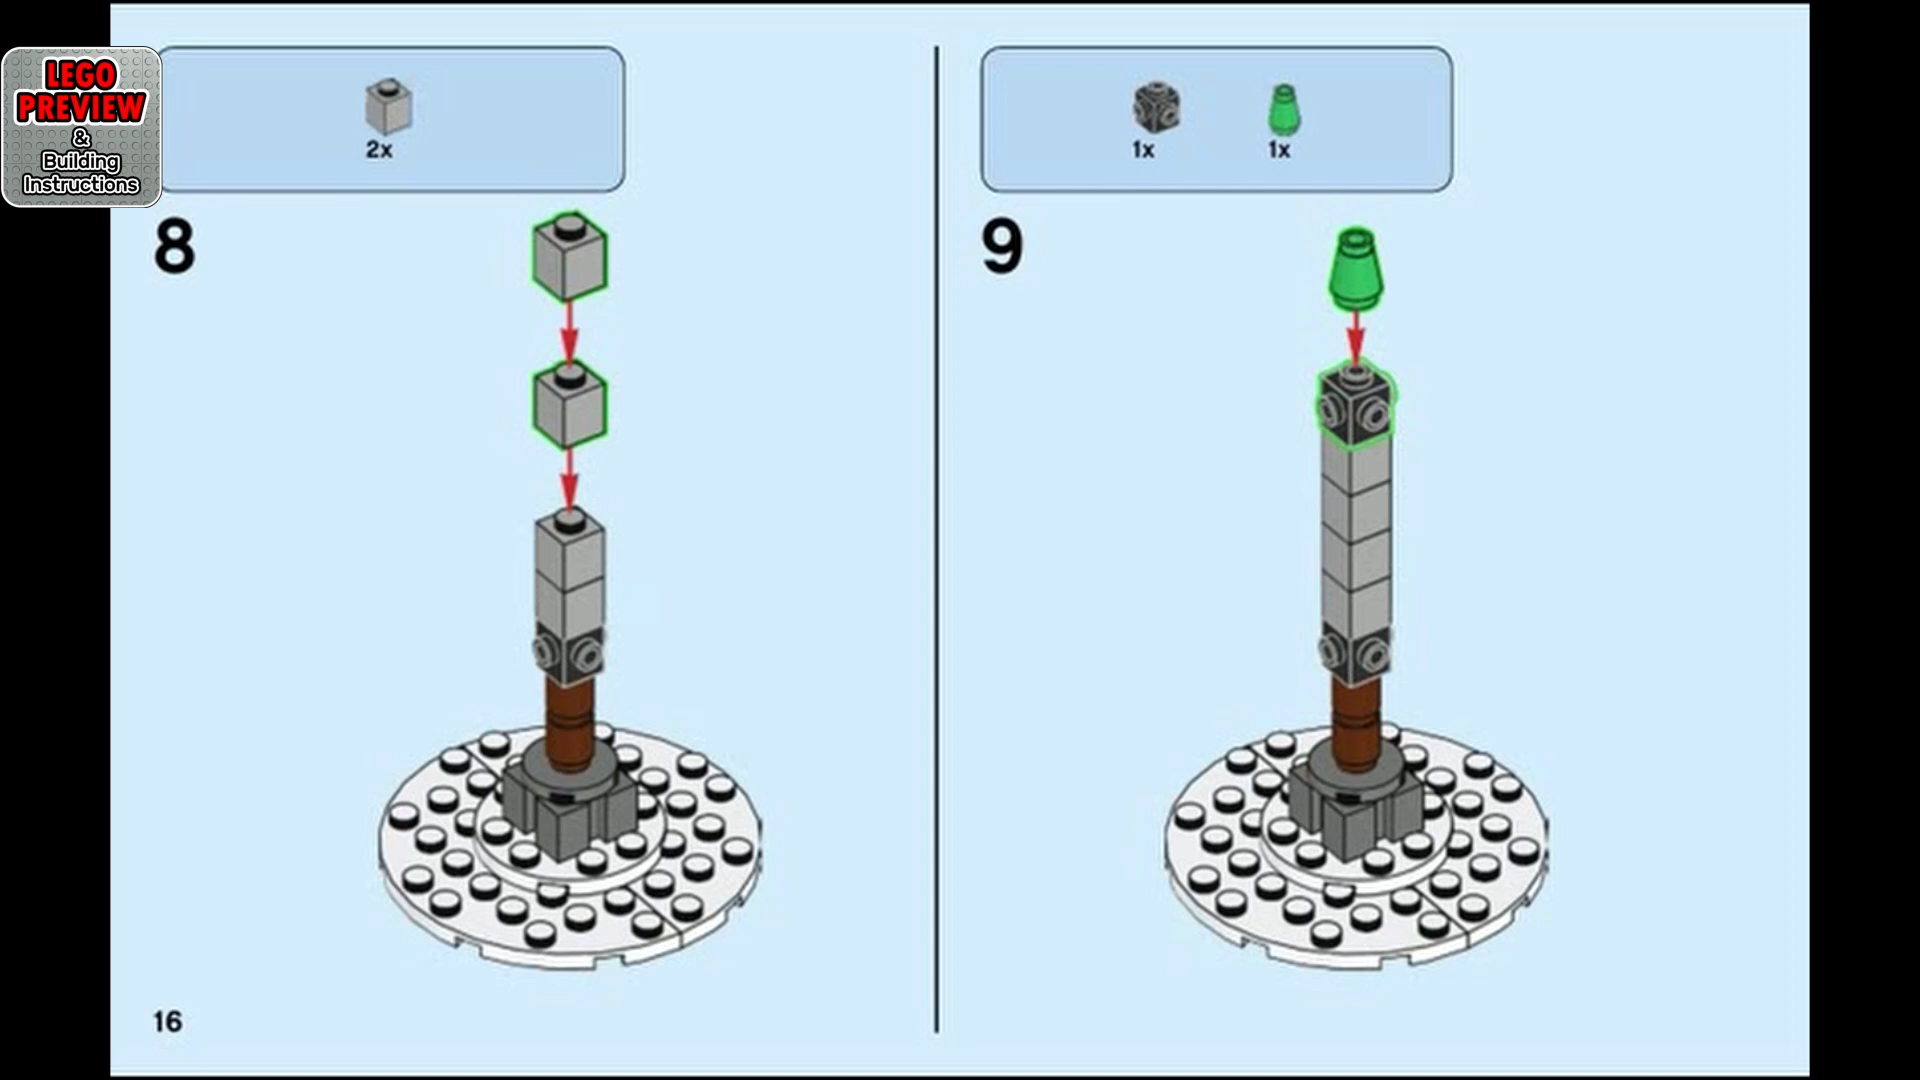 LEGO
PREVIEW
&
Building
Instructions
2x
8
1x 1x
9
16